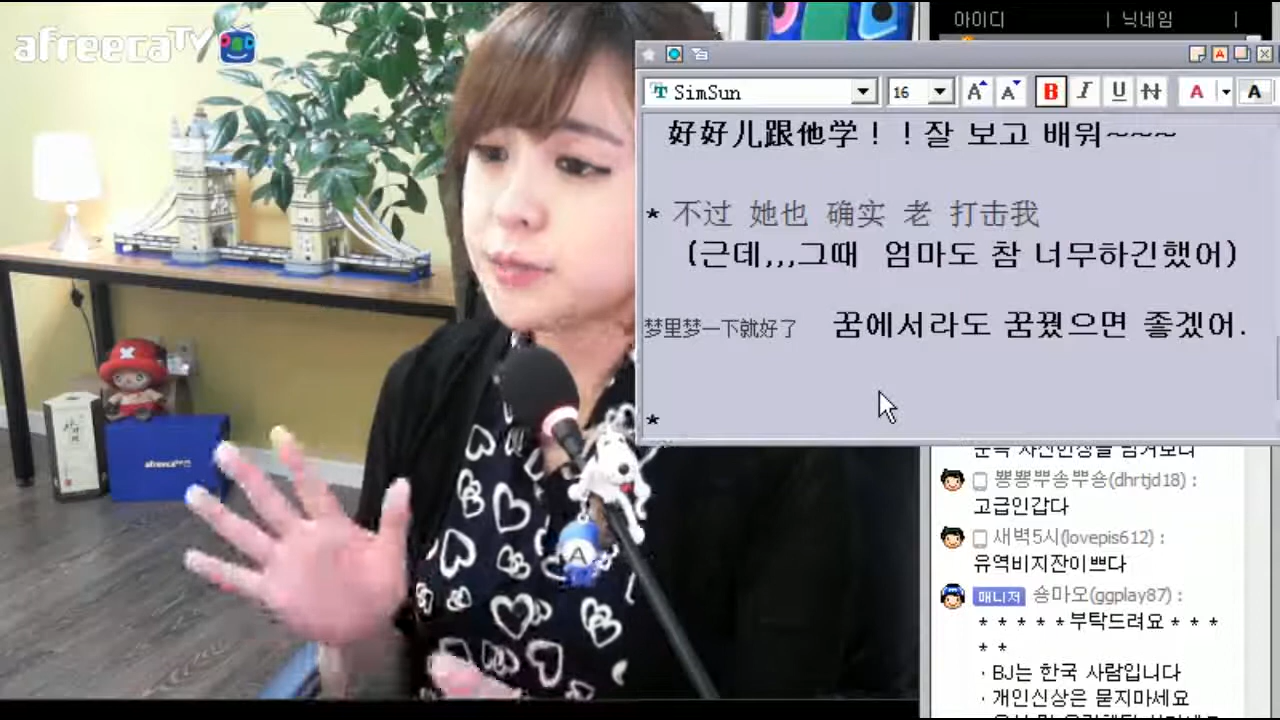 afreecaTV
아이디 | 닉네임 |
SimSun 16 A A B I U N A A
好好儿跟他学！！잘 보고 배워~~~
* 不过 她也 确实 老 打击我
(근데,,,그때 엄마도 참 너무하긴했어)
梦里梦一下就好了 꿈에서라도 꿈꿨으면 좋겠어.
*
afreecaTV
A
뿅뿅뿌송뿌숑(dhrtjd18) :
고급인갑다
새벽5시(lovepis612) :
유역비지잔이쁘다
매니저 숑마오(ggplay87) :
* * * * * 부탁드려요 * * *
* *
· BJ는 한국 사람입니다
· 개인신상은 묻지마세요